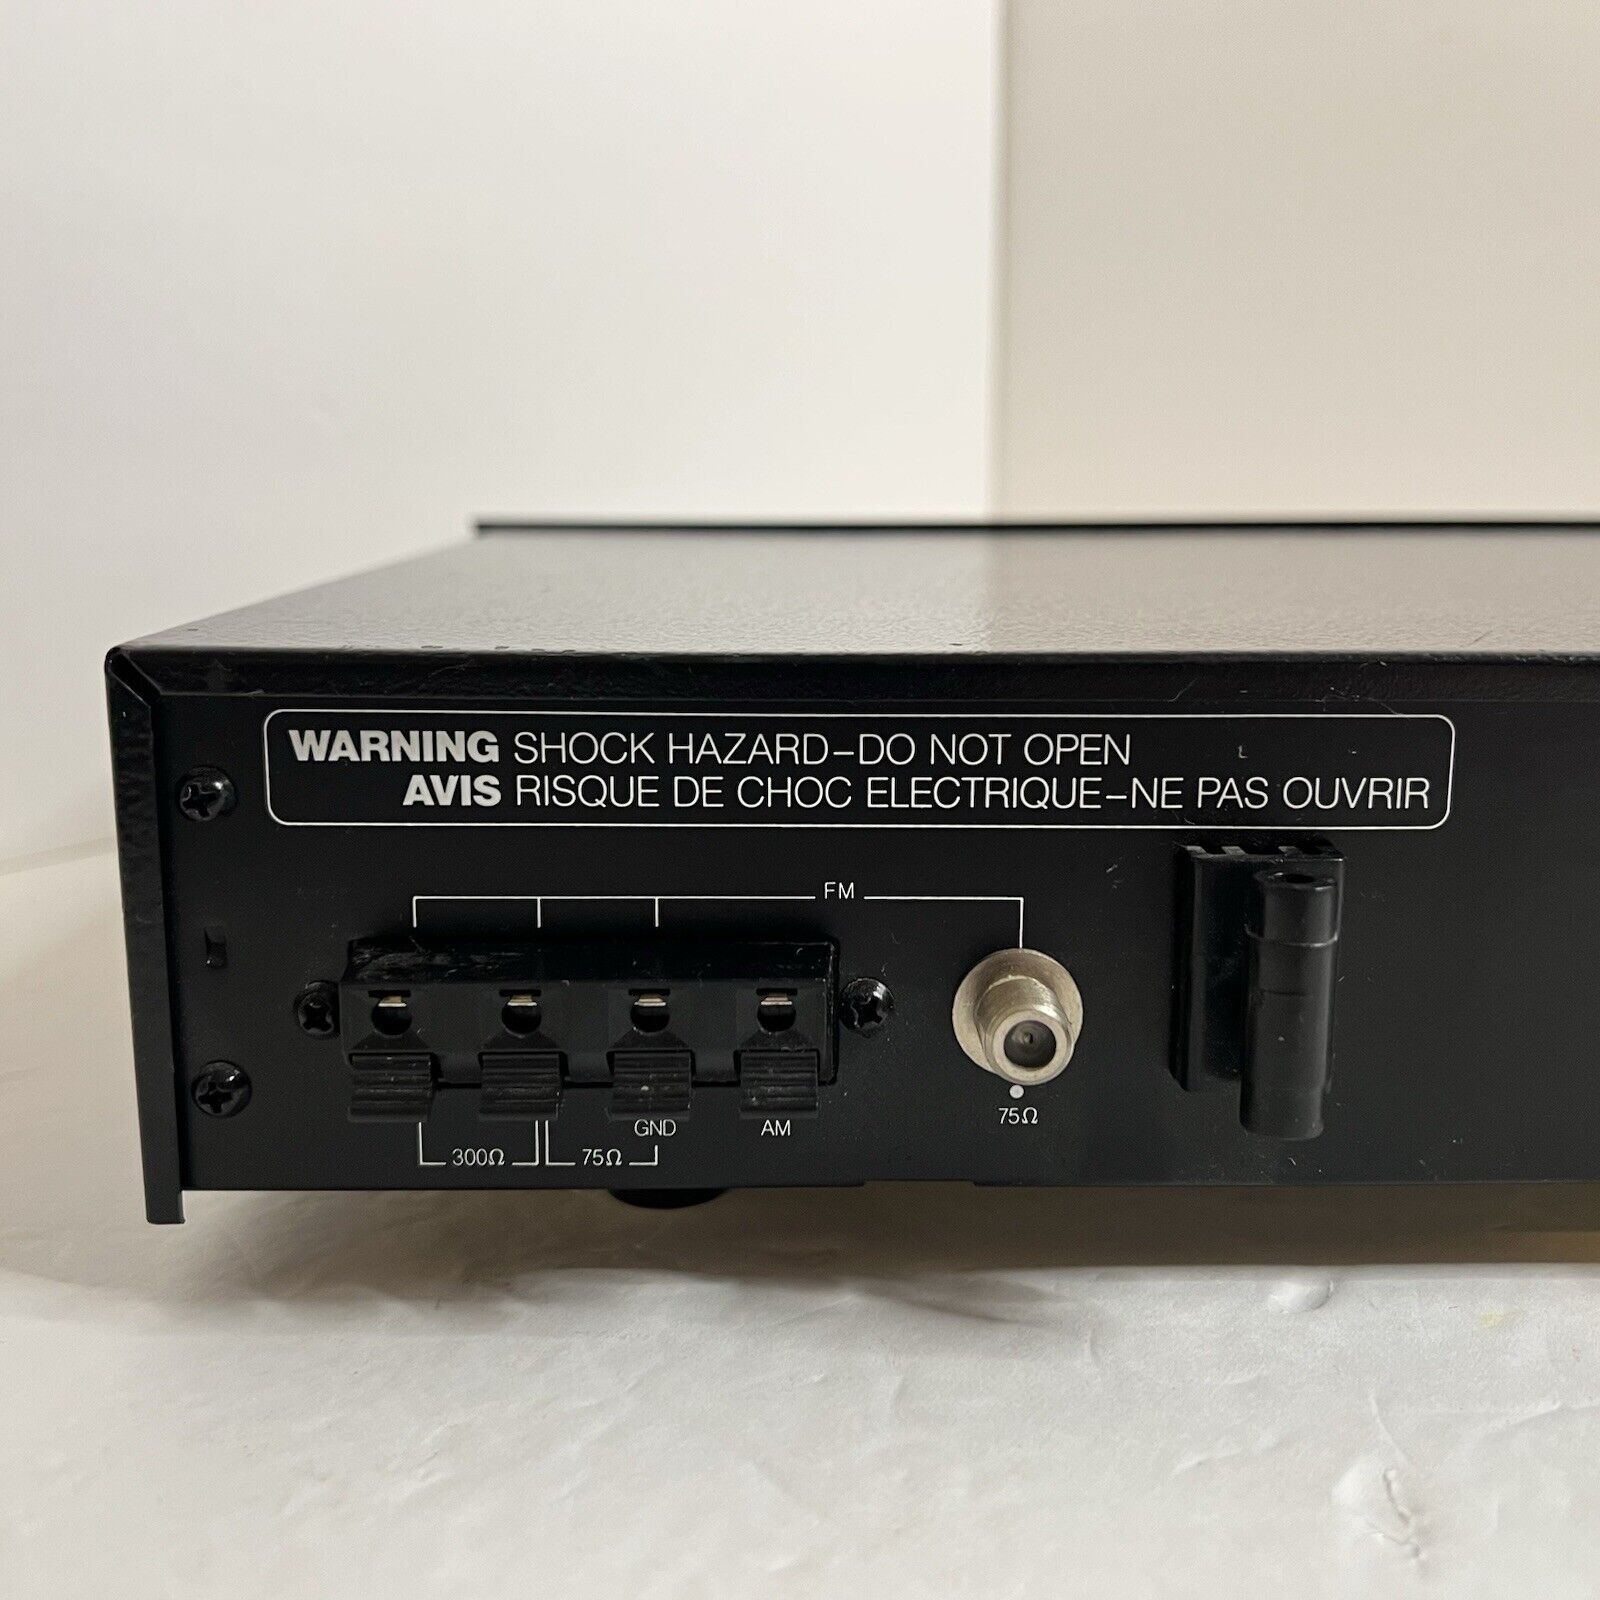 WARNING SHOCK HAZARD–DO NOT OPEN
AVIS RISQUE DE CHOC ELECTRIQUE–NE PAS OUVRIR
FM
GND AM 75Ω
300Ω 75Ω